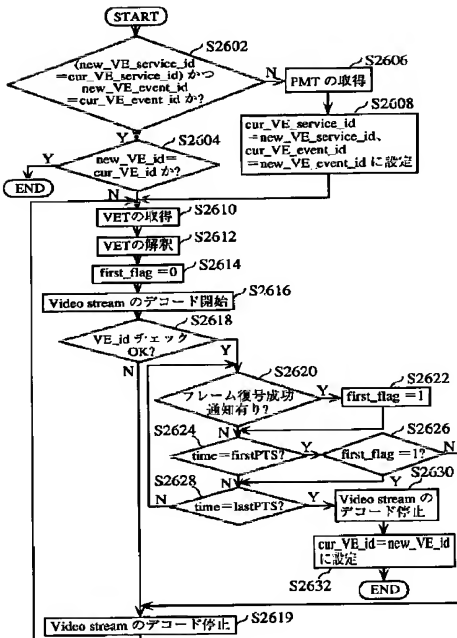 START
S2602
(new_VE_service_id
=cur_VE_service_id) かつ
new_VE_event_id
=cur_VE_event_id か?
N
S2606
PMT の取得
S2608
cur_VE_service_id
=new_VE_service_id、
cur_VE_event_id
=new_VE_event_id に設定
Y
S2604
Y
new_VE_id=
cur_VE_id か?
END
N
S2610
VETの取得
S2612
VETの解釈
S2614
first_flag =0
S2616
Video stream のデコード開始
S2618
VE_id チェック
OK?
Y
N
S2620
フレーム復号成功
通知有り?
Y
S2622
first_flag =1
N
S2624
time=firstPTS?
Y
S2626
first_flag =1?
N
N
Y
S2628
time=lastPTS?
N
Y
S2630
Video stream の
デコード停止
cur_VE_id=new_VE_id
に設定
S2632
END
S2619
Video stream のデコード停止